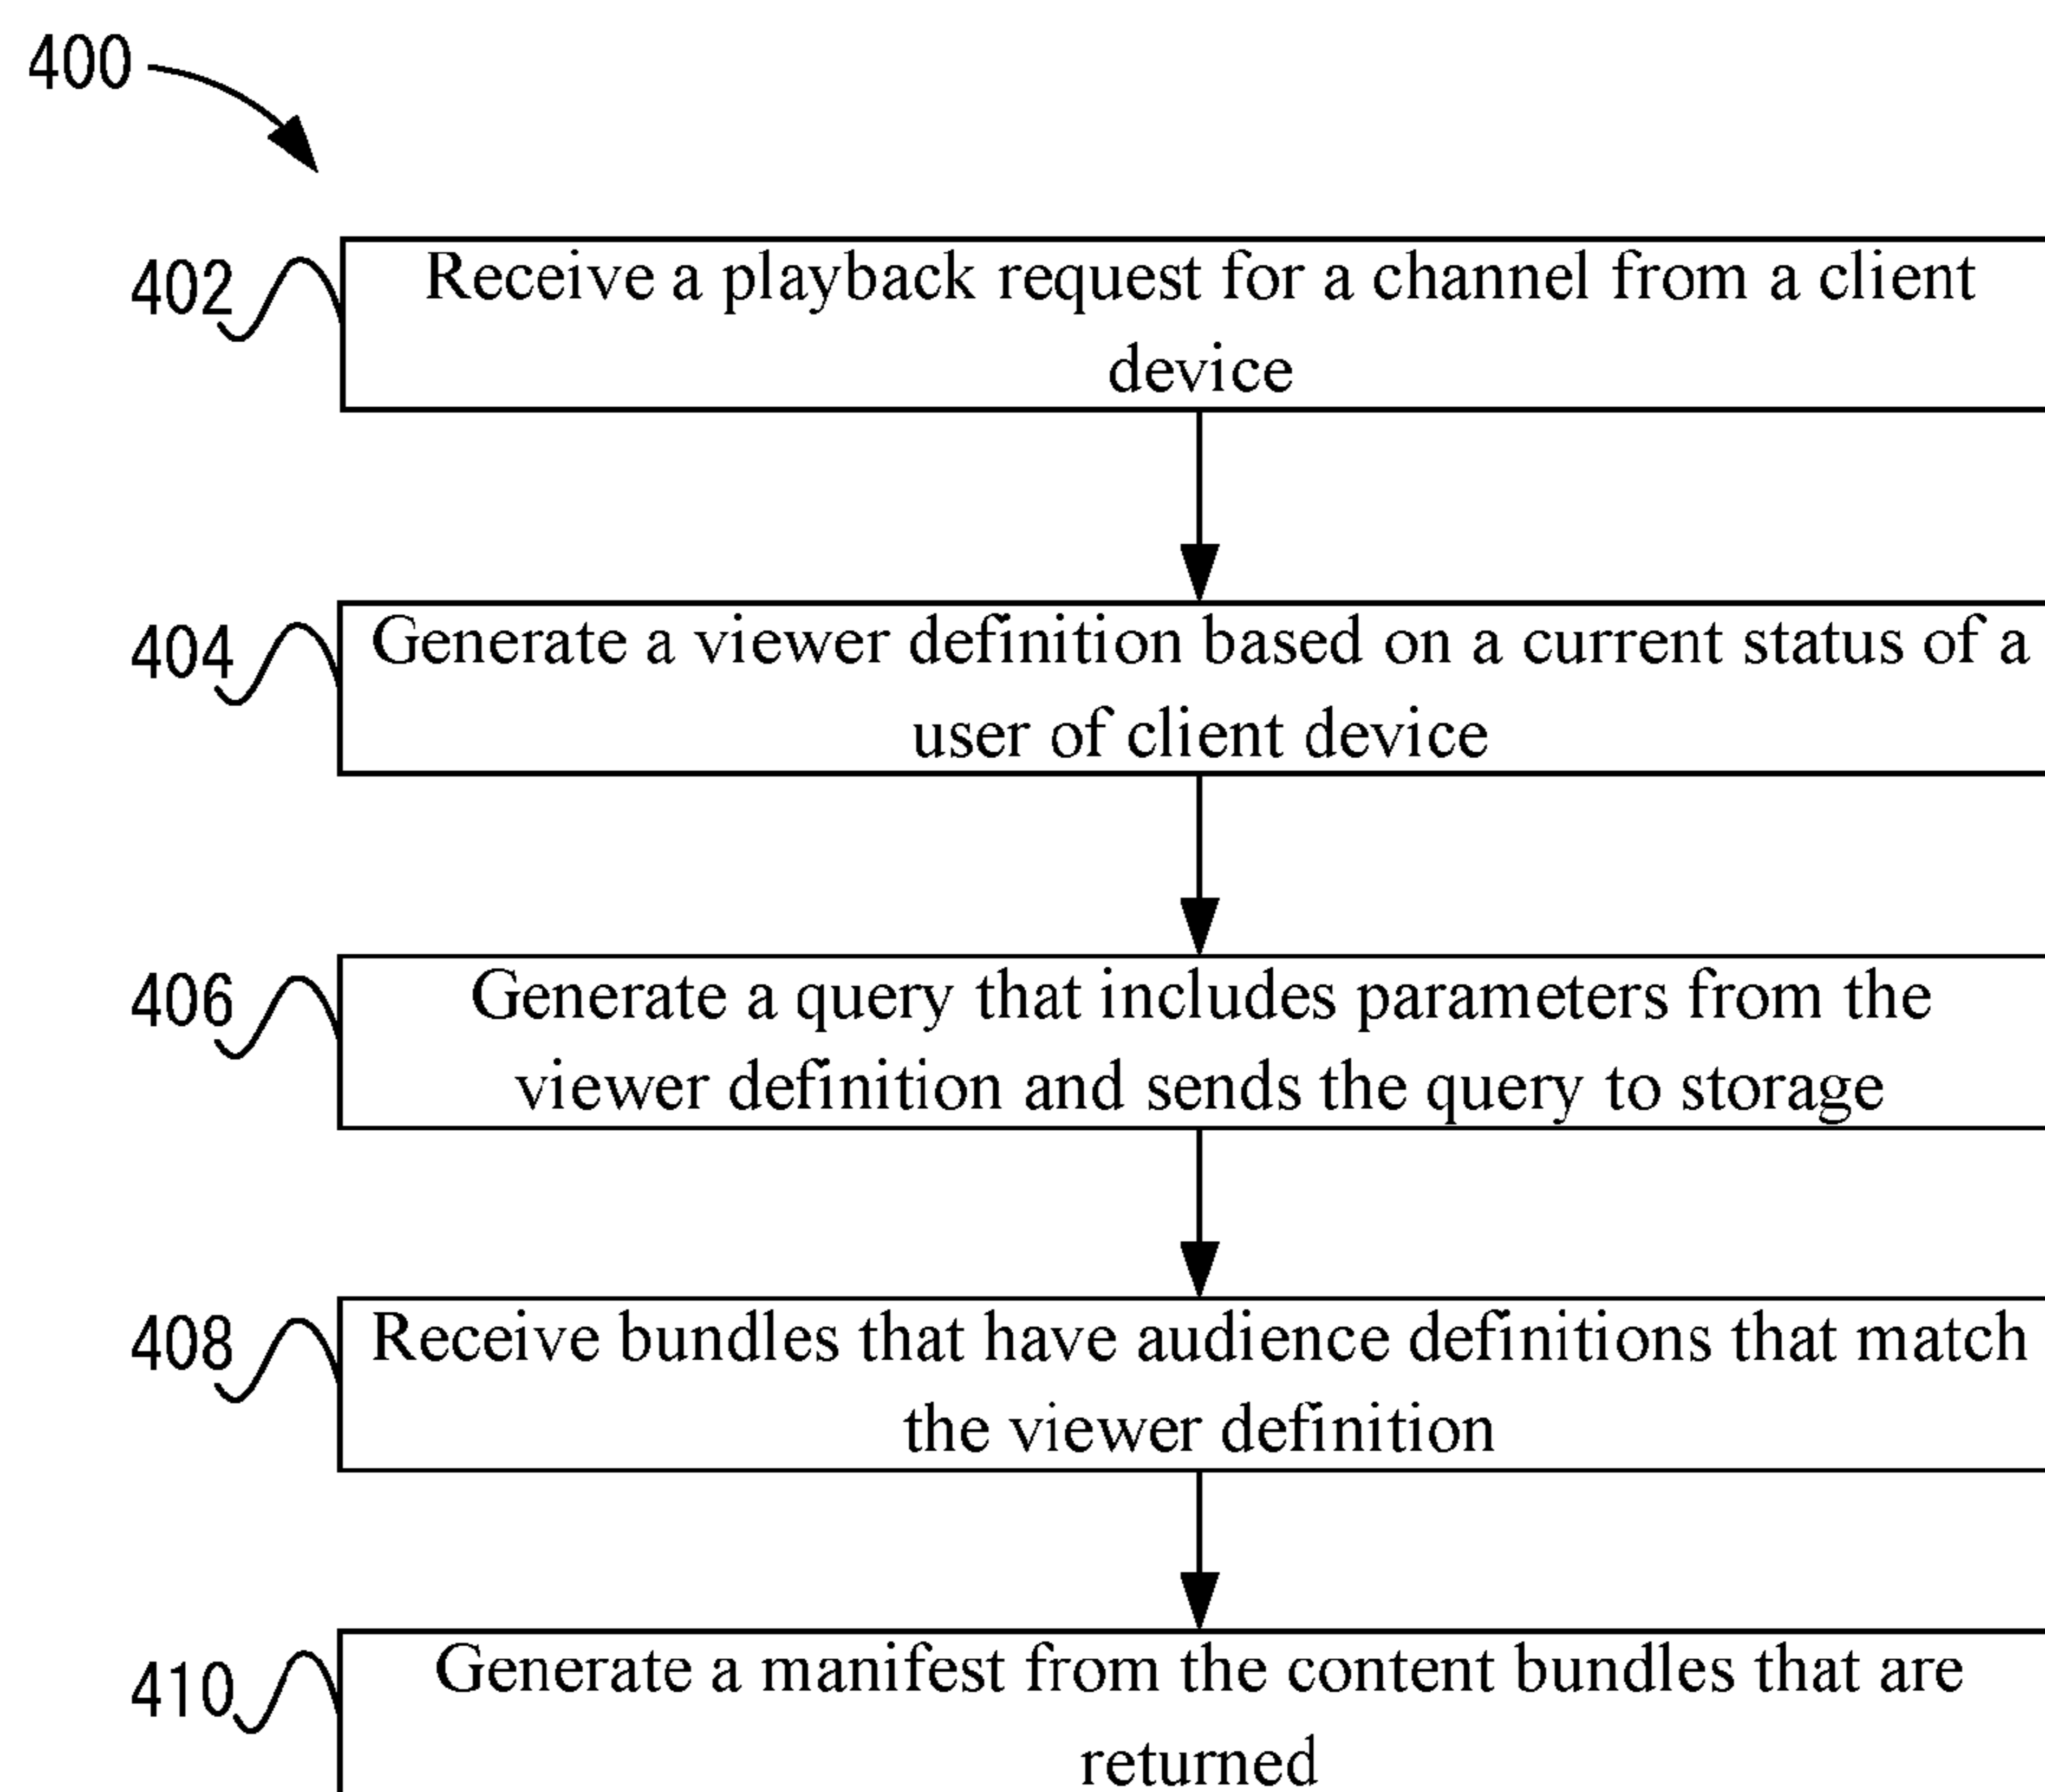 400
402
Receive a playback request for a channel from a client
device
404
Generate a viewer definition based on a current status of a
user of client device
406
Generate a query that includes parameters from the
viewer definition and sends the query to storage
408
Receive bundles that have audience definitions that match
the viewer definition
410
Generate a manifest from the content bundles that are
returned